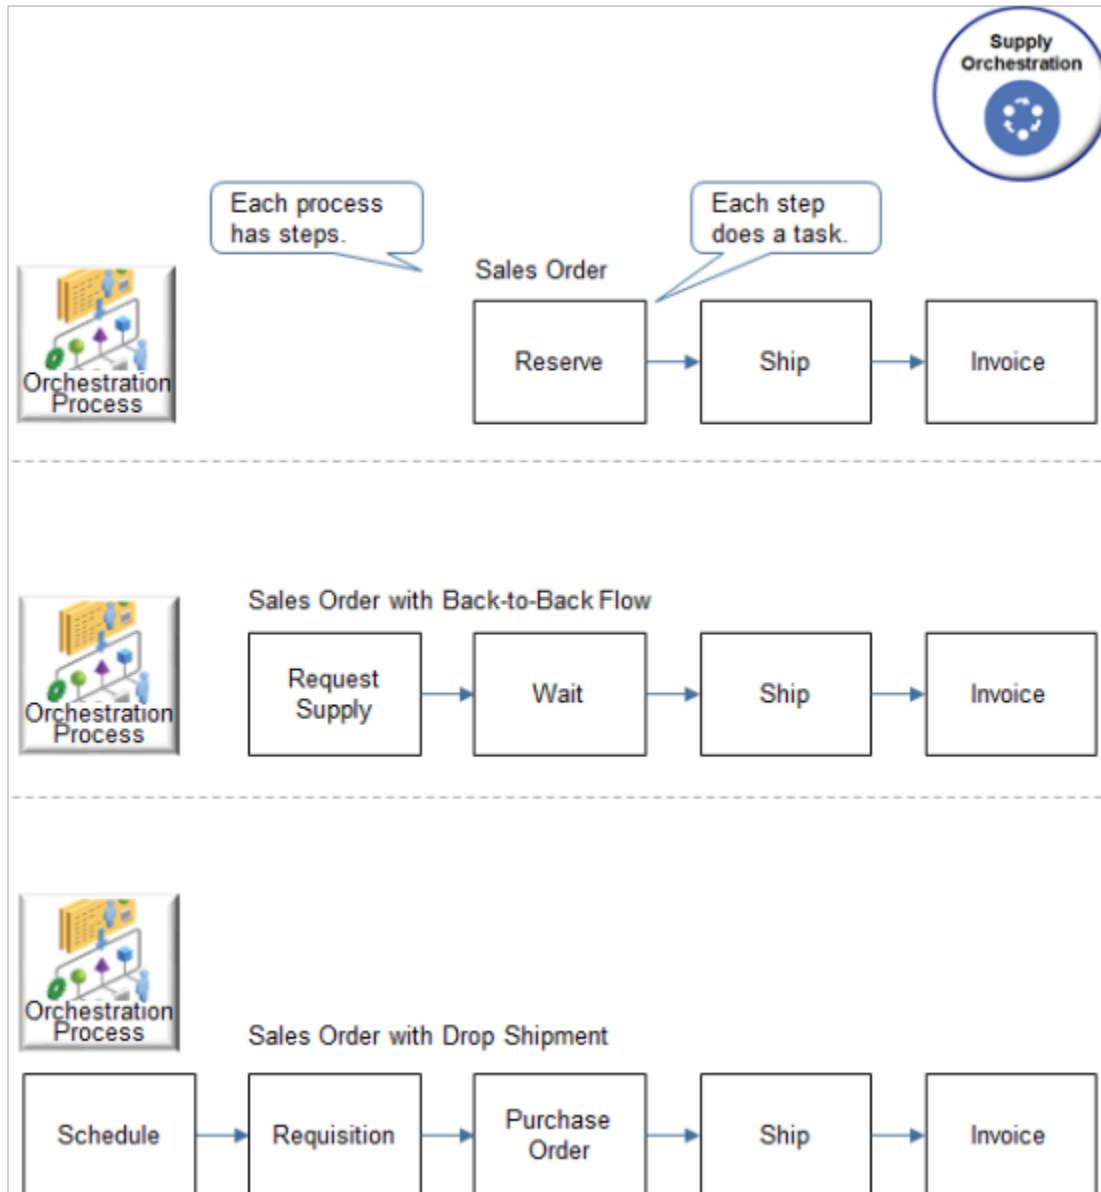 Supply
Orchestration
Each process
has steps.
Each step
does a task.
Sales Order
Orchestration
Process
Reserve
Ship
Invoice
Sales Order with Back-to-Back Flow
Orchestration
Process
Request
Supply
Wait
Ship
Invoice
Orchestration
Process
Sales Order with Drop Shipment
Schedule
Requisition
Purchase
Order
Ship
Invoice